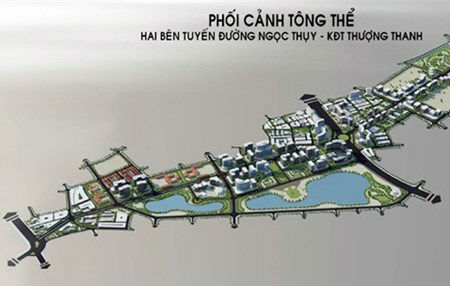 PHỐI CẢNH TỔNG THỂ
HAI BÊN TUYẾN ĐƯỜNG NGỌC THỤY - KĐT THƯỢNG THANH